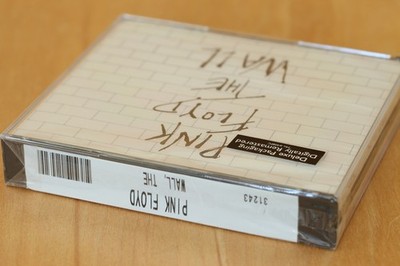 PINK
FLOYD
THE
WALL
Deluxe Packaging
Digitally Remastered
PINK FLOYD
WALL, THE
31243